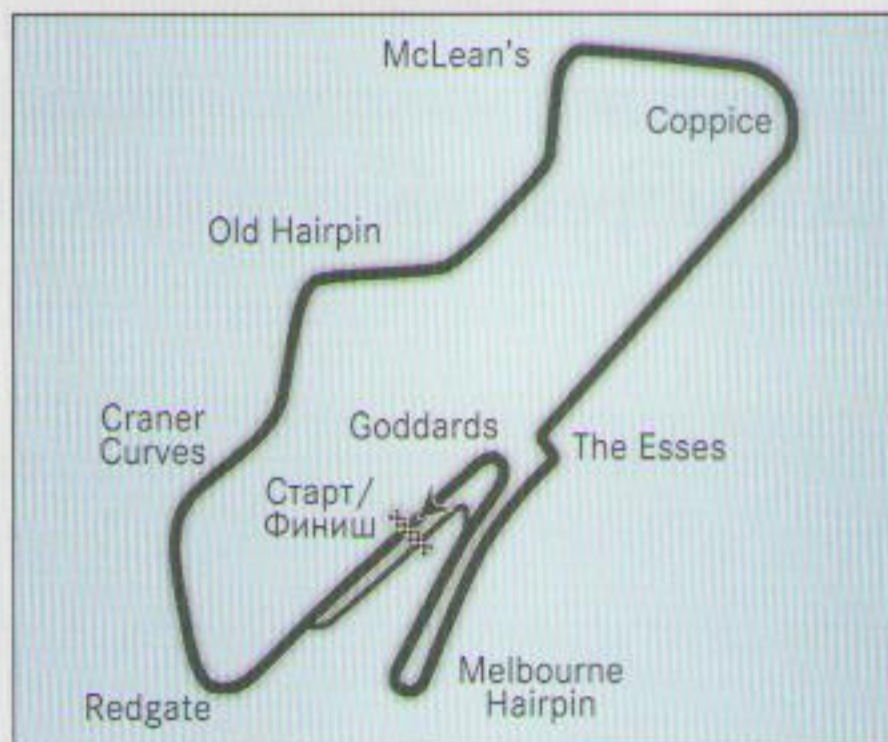 McLean's
Coppice
Old Hairpin
Craner
Curves
Goddards
The Esses
Старт/
Финиш
Melbourne
Hairpin
Redgate